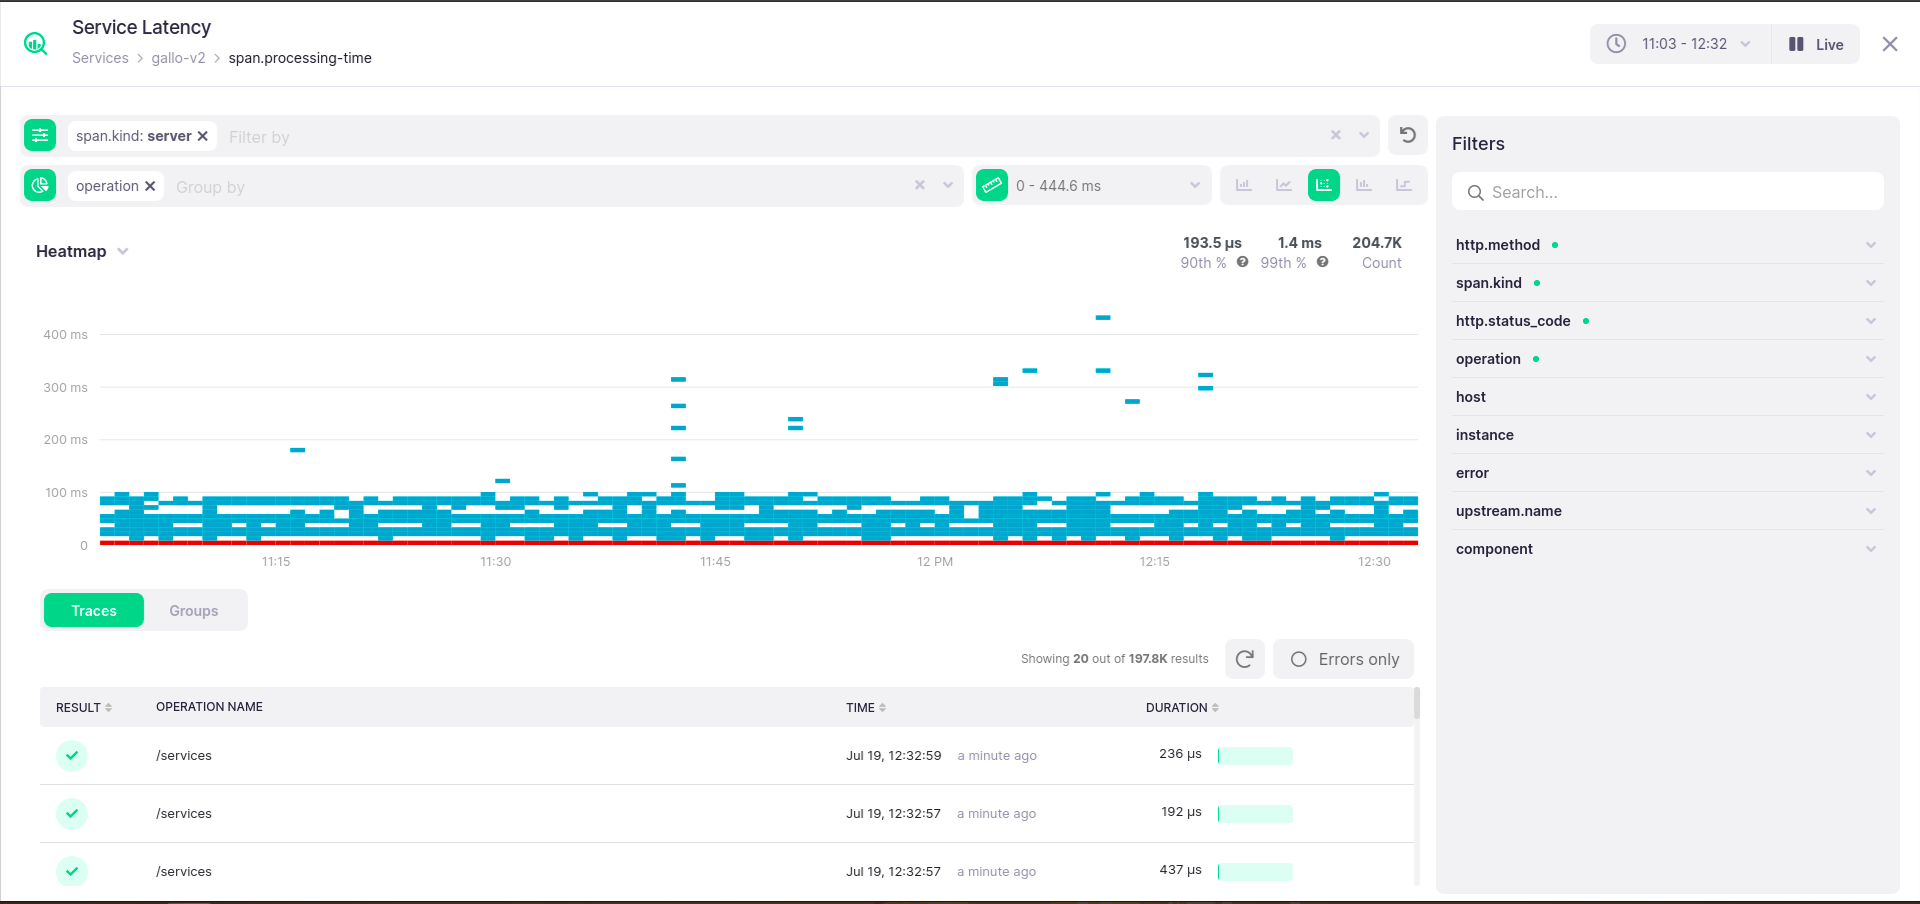 Service Latency
Services > gallo-v2 > span.processing-time
11:03 - 12:32
Live
span.kind: server
Filter by
operation
Group by
0 - 444.6 ms
Heatmap
193.5 µs 1.4 ms 204.7K
90th % 99th % Count
400 ms
300 ms
200 ms
100 ms
0
11:15 11:30 11:45 12 PM 12:15 12:30
Traces Groups
Showing 20 out of 197.8K results
Errors only
RESULT OPERATION NAME TIME DURATION
/services Jul 19, 12:32:59 a minute ago 236 µs
/services Jul 19, 12:32:57 a minute ago 192 µs
/services Jul 19, 12:32:57 a minute ago 437 µs
Filters
Search...
http.method
span.kind
http.status_code
operation
host
instance
error
upstream.name
component